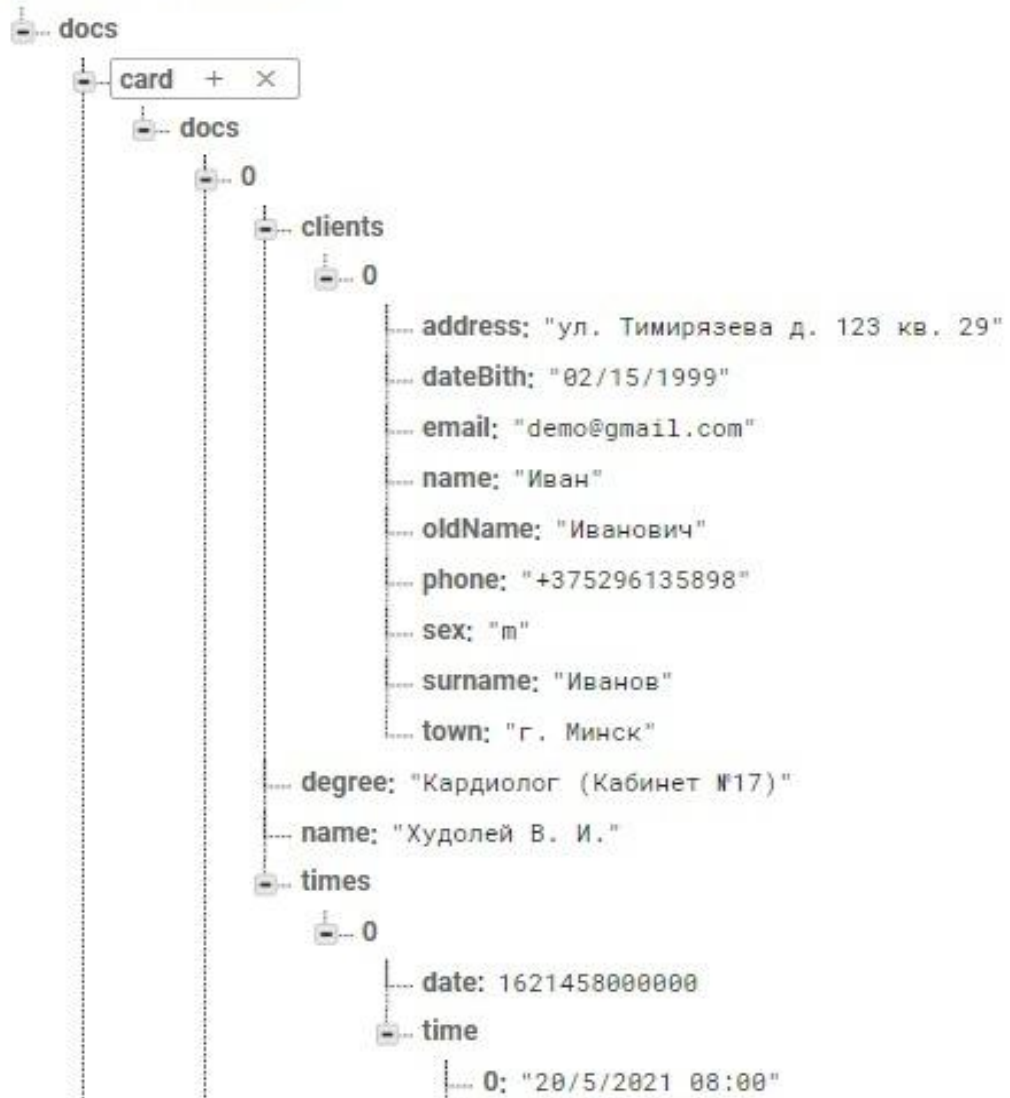 docs
card + ×
docs
0
clients
0
address: "ул. Тимирязева д. 123 кв. 29"
dateBith: "02/15/1999"
email: "demo@gmail.com"
name: "Иван"
oldName: "Иванович"
phone: "+375296135898"
sex: "m"
surname: "Иванов"
town: "г. Минск"
degree: "Кардиолог (Кабинет №17)"
name: "Худолей В. И."
times
0
date: 1621458000000
time
0: "20/5/2021 08:00"